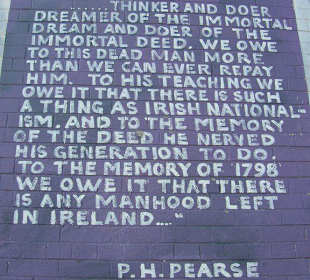 ......THINKER AND DOER
DREAMER OF THE IMMORTAL
DREAM AND DOER OF THE
IMMORTAL DEED. WE OWE
TO THIS DEAD MAN MORE
THAN WE CAN EVER REPAY
HIM. TO HIS TEACHING WE
OWE IT THAT THERE IS SUCH
A THING AS IRISH NATIONAL-
ISM. AND TO THE MEMORY
OF THE DEED HE NERVED
HIS GENERATION TO DO.
TO THE MEMORY OF '1798'
WE OWE IT THAT THERE
IS ANY MANHOOD LEFT
IN IRELAND...."
P.H. PEARSE